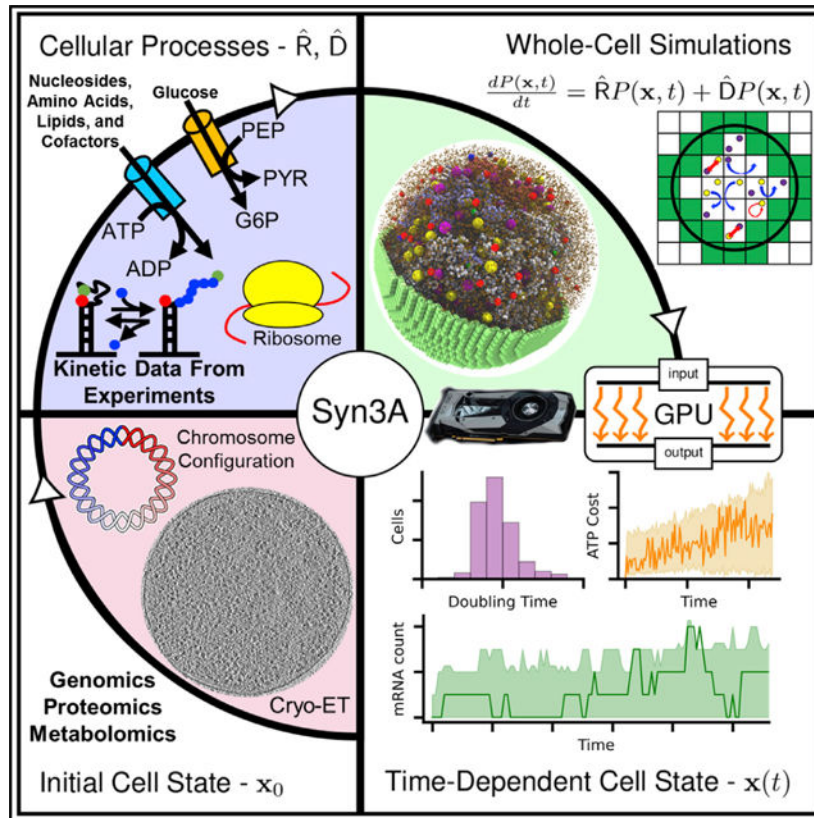 Cellular Processes - R̂, D̂
Nucleosides,
Amino Acids,
Lipids, and
Cofactors
Glucose
PEP
PYR
G6P
ATP
ADP
Ribosome
Kinetic Data From
Experiments
Whole-Cell Simulations
dP(x,t)/dt = R̂P(x,t) + D̂P(x,t)
Syn3A
input
GPU
output
Chromosome
Configuration
Cryo-ET
Genomics
Proteomics
Metabolomics
Initial Cell State - x₀
Cells
Doubling Time
ATP Cost
Time
mRNA count
Time
Time-Dependent Cell State - x(t)